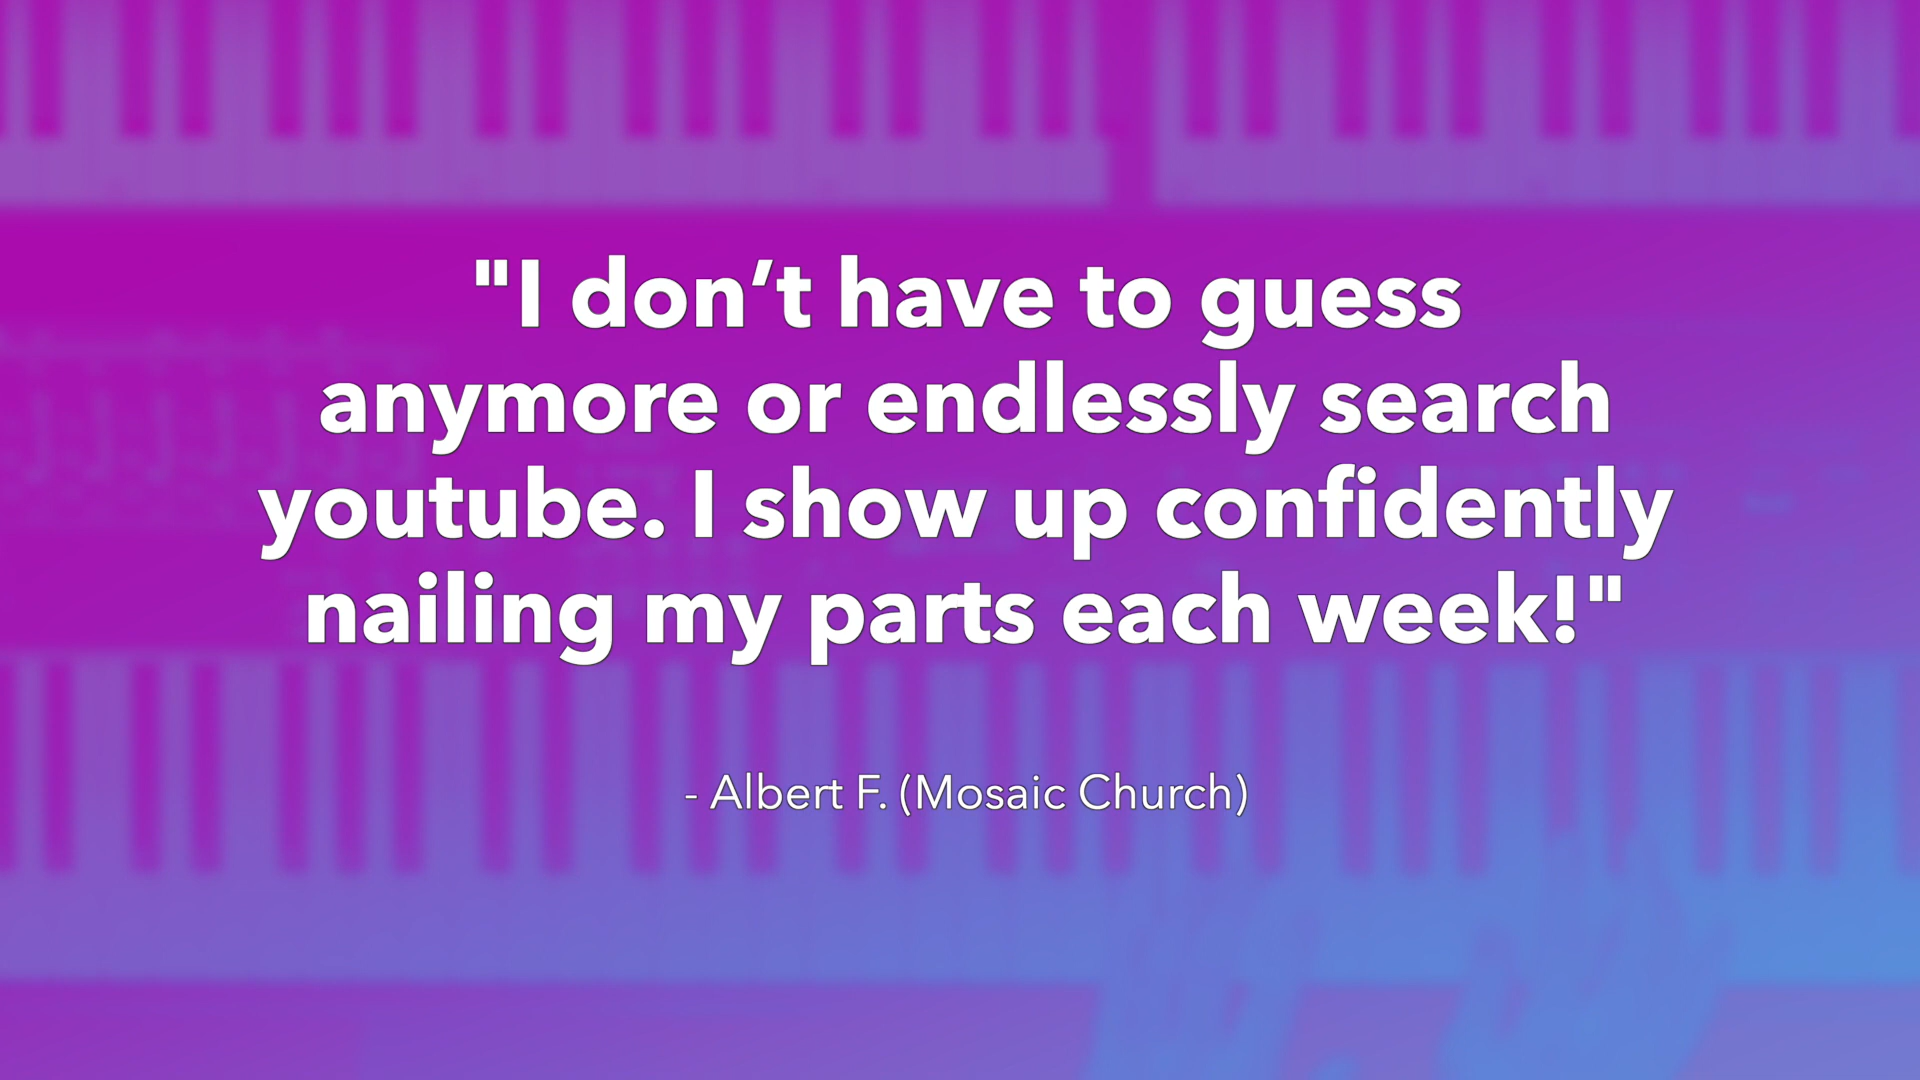 "I don’t have to guess
anymore or endlessly search
youtube. I show up confidently
nailing my parts each week!"
- Albert F. (Mosaic Church)